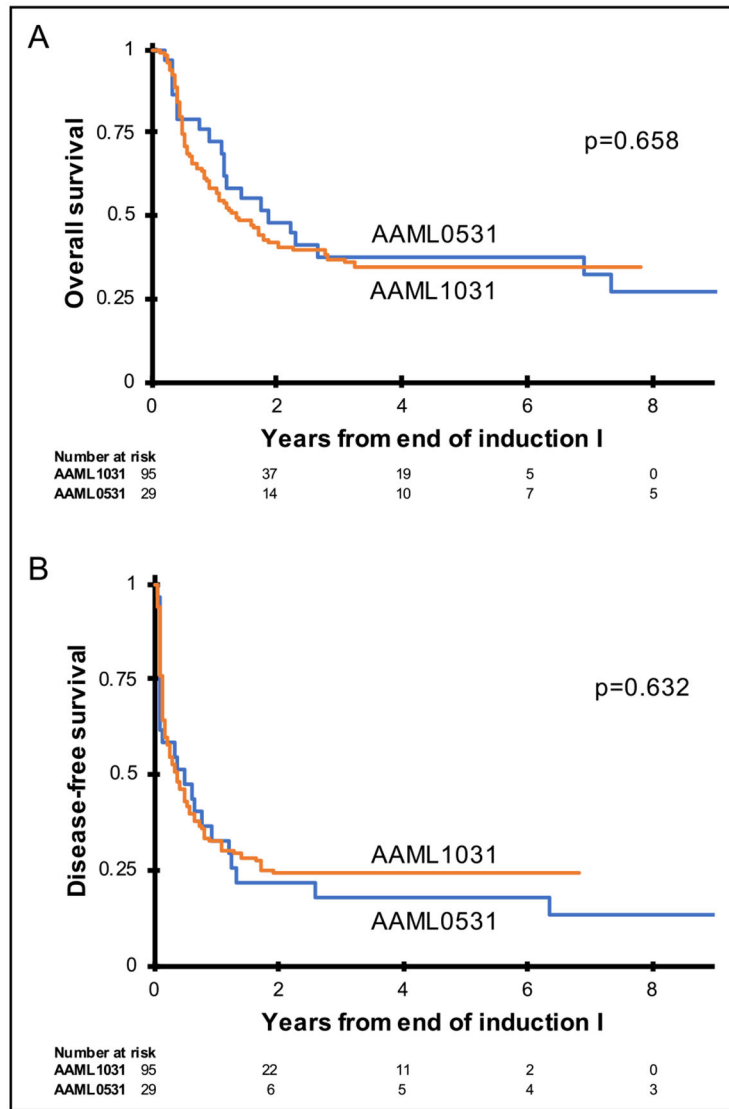 A
1
0.75
0.5
0.25
0
Overall survival
p=0.658
AAML0531
AAML1031
0 2 4 6 8
Years from end of induction I
Number at risk
AAML1031 95 37 19 5 0
AAML0531 29 14 10 7 5
B
1
0.75
0.5
0.25
0
Disease-free survival
p=0.632
AAML1031
AAML0531
0 2 4 6 8
Years from end of induction I
Number at risk
AAML1031 95 22 11 2 0
AAML0531 29 6 5 4 3